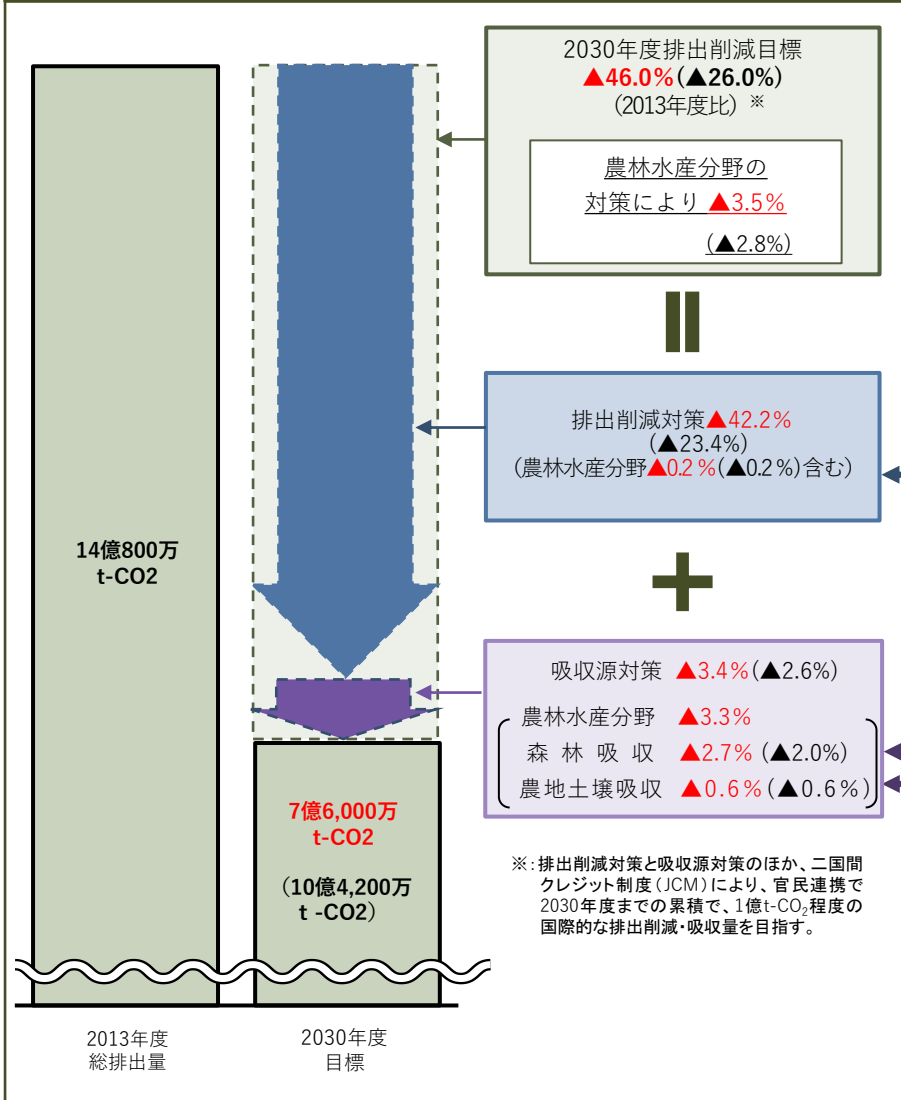 2030年度排出削減目標
▲46.0%(▲26.0%)
(2013年度比) ※
農林水産分野の
対策により ▲3.5%
(▲2.8%)
排出削減対策▲42.2%
(▲23.4%)
(農林水産分野▲0.2%(▲0.2%)含む)
吸収源対策 ▲3.4%(▲2.6%)
農林水産分野 ▲3.3%
森林吸収 ▲2.7% (▲2.0%)
農地土壌吸収 ▲0.6%(▲0.6%)
※:排出削減対策と吸収源対策のほか、二国間
クレジット制度(JCM)により、官民連携で
2030年度までの累積で、1億t-CO₂程度の
国際的な排出削減・吸収量を目指す。
14億800万
t-CO2
7億6,000万
t-CO2
(10億4,200万
t -CO2)
2013年度
総排出量
2030年度
目標